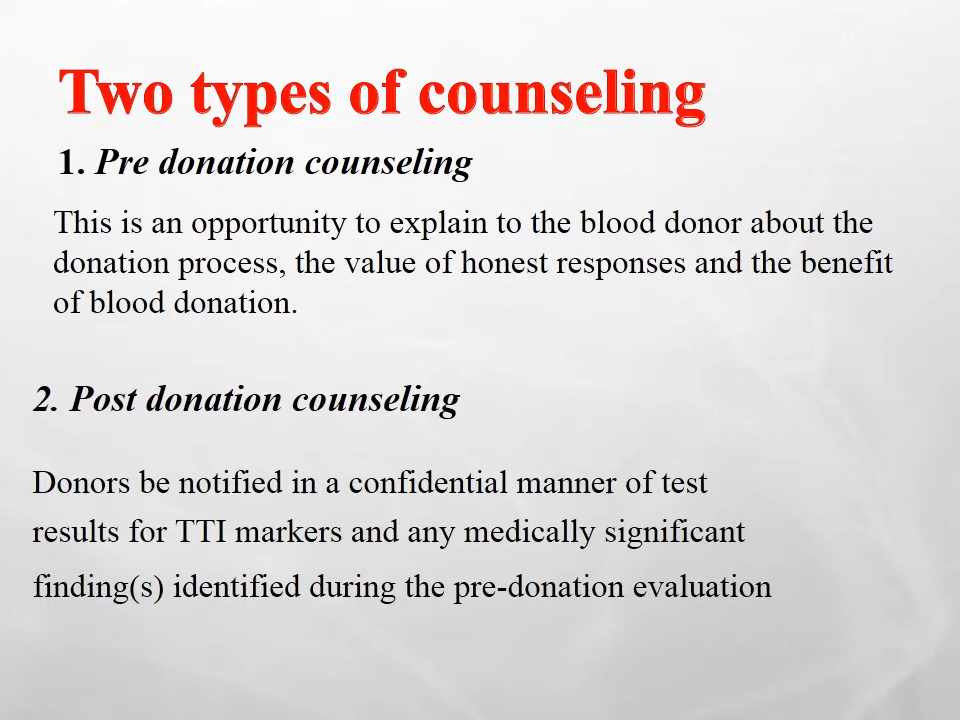 Two types of counseling
1. Pre donation counseling
This is an opportunity to explain to the blood donor about the
donation process, the value of honest responses and the benefit
of blood donation.
2. Post donation counseling
Donors be notified in a confidential manner of test
results for TTI markers and any medically significant
finding(s) identified during the pre-donation evaluation